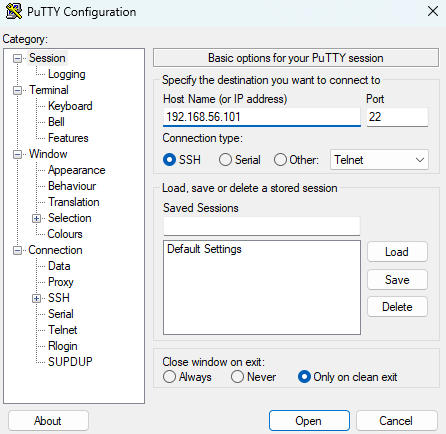 PuTTY Configuration
Category:
Session
Logging
Terminal
Keyboard
Bell
Features
Window
Appearance
Behaviour
Translation
Selection
Colours
Connection
Data
Proxy
SSH
Serial
Telnet
Rlogin
SUPDUP
Basic options for your PuTTY session
Specify the destination you want to connect to
Host Name (or IP address) Port
192.168.56.101 22
Connection type:
SSH Serial Other: Telnet
Load, save or delete a stored session
Saved Sessions
Default Settings
Load
Save
Delete
Close window on exit:
Always Never Only on clean exit
About Open Cancel